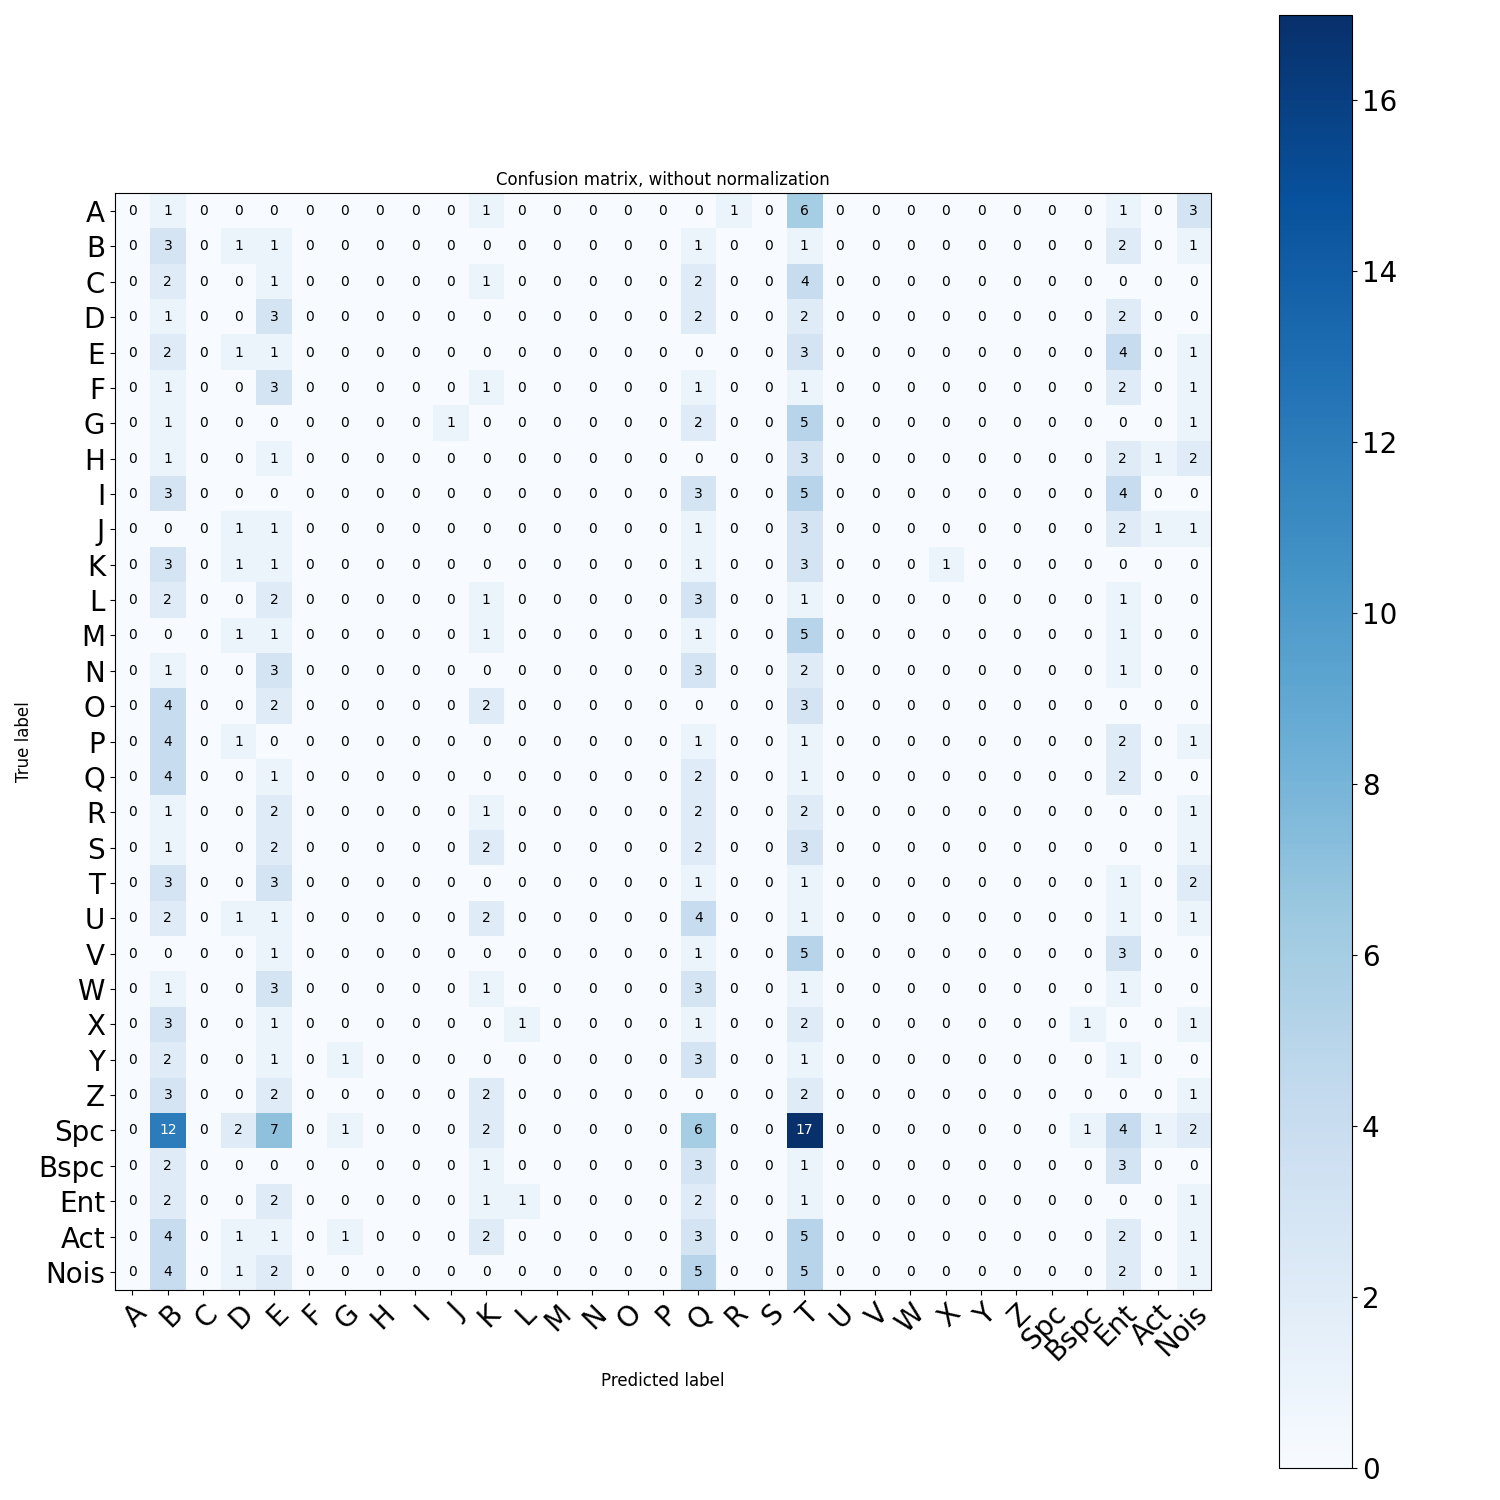 Confusion matrix, without normalization
A 0 1 0 0 0 0 0 0 0 0 1 0 0 0 0 0 0 1 0 6 0 0 0 0 0 0 0 0 1 0 3
B 0 3 0 1 1 0 0 0 0 0 0 0 0 0 0 0 1 0 0 1 0 0 0 0 0 0 0 0 2 0 1
C 0 2 0 0 1 0 0 0 0 0 1 0 0 0 0 0 2 0 0 4 0 0 0 0 0 0 0 0 0 0 0
D 0 1 0 0 3 0 0 0 0 0 0 0 0 0 0 0 2 0 0 2 0 0 0 0 0 0 0 0 2 0 0
E 0 2 0 1 1 0 0 0 0 0 0 0 0 0 0 0 0 0 0 3 0 0 0 0 0 0 0 0 4 0 1
F 0 1 0 0 3 0 0 0 0 0 1 0 0 0 0 0 1 0 0 1 0 0 0 0 0 0 0 0 2 0 1
G 0 1 0 0 0 0 0 0 0 1 0 0 0 0 0 0 2 0 0 5 0 0 0 0 0 0 0 0 0 0 1
H 0 1 0 0 1 0 0 0 0 0 0 0 0 0 0 0 0 0 0 3 0 0 0 0 0 0 0 0 2 1 2
I 0 3 0 0 0 0 0 0 0 0 0 0 0 0 0 0 3 0 0 5 0 0 0 0 0 0 0 0 4 0 0
J 0 0 0 1 1 0 0 0 0 0 0 0 0 0 0 0 1 0 0 3 0 0 0 0 0 0 0 0 2 1 1
K 0 3 0 1 1 0 0 0 0 0 0 0 0 0 0 0 1 0 0 3 0 0 0 1 0 0 0 0 0 0 0
L 0 2 0 0 2 0 0 0 0 0 1 0 0 0 0 0 3 0 0 1 0 0 0 0 0 0 0 0 1 0 0
M 0 0 0 1 1 0 0 0 0 0 1 0 0 0 0 0 1 0 0 5 0 0 0 0 0 0 0 0 1 0 0
N 0 1 0 0 3 0 0 0 0 0 0 0 0 0 0 0 3 0 0 2 0 0 0 0 0 0 0 0 1 0 0
O 0 4 0 0 2 0 0 0 0 0 2 0 0 0 0 0 0 0 0 3 0 0 0 0 0 0 0 0 0 0 0
P 0 4 0 1 0 0 0 0 0 0 0 0 0 0 0 0 1 0 0 1 0 0 0 0 0 0 0 0 2 0 1
Q 0 4 0 0 1 0 0 0 0 0 0 0 0 0 0 0 2 0 0 1 0 0 0 0 0 0 0 0 2 0 0
R 0 1 0 0 2 0 0 0 0 0 1 0 0 0 0 0 2 0 0 2 0 0 0 0 0 0 0 0 0 0 1
S 0 1 0 0 2 0 0 0 0 0 2 0 0 0 0 0 2 0 0 3 0 0 0 0 0 0 0 0 0 0 1
T 0 3 0 0 3 0 0 0 0 0 0 0 0 0 0 0 1 0 0 1 0 0 0 0 0 0 0 0 1 0 2
U 0 2 0 1 1 0 0 0 0 0 2 0 0 0 0 0 4 0 0 1 0 0 0 0 0 0 0 0 1 0 1
V 0 0 0 0 1 0 0 0 0 0 0 0 0 0 0 0 1 0 0 5 0 0 0 0 0 0 0 0 3 0 0
W 0 1 0 0 3 0 0 0 0 0 1 0 0 0 0 0 3 0 0 1 0 0 0 0 0 0 0 0 1 0 0
X 0 3 0 0 1 0 0 0 0 0 0 1 0 0 0 0 1 0 0 2 0 0 0 0 0 0 0 1 0 0 1
Y 0 2 0 0 1 0 1 0 0 0 0 0 0 0 0 0 3 0 0 1 0 0 0 0 0 0 0 0 1 0 0
Z 0 3 0 0 2 0 0 0 0 0 2 0 0 0 0 0 0 0 0 2 0 0 0 0 0 0 0 0 0 0 1
Spc 0 12 0 2 7 0 1 0 0 0 2 0 0 0 0 0 6 0 0 17 0 0 0 0 0 0 0 1 4 1 2
Bspc 0 2 0 0 0 0 0 0 0 0 1 0 0 0 0 0 3 0 0 1 0 0 0 0 0 0 0 0 3 0 0
Ent 0 2 0 0 2 0 0 0 0 0 1 1 0 0 0 0 2 0 0 1 0 0 0 0 0 0 0 0 0 0 1
Act 0 4 0 1 1 0 1 0 0 0 2 0 0 0 0 0 3 0 0 5 0 0 0 0 0 0 0 0 2 0 1
Nois 0 4 0 1 2 0 0 0 0 0 0 0 0 0 0 0 5 0 0 5 0 0 0 0 0 0 0 0 2 0 1
A B C D E F G H I J K L M N O P Q R S T U V W X Y Z Spc Bspc Ent Act Nois
True label
Predicted label
16
14
12
10
8
6
4
2
0